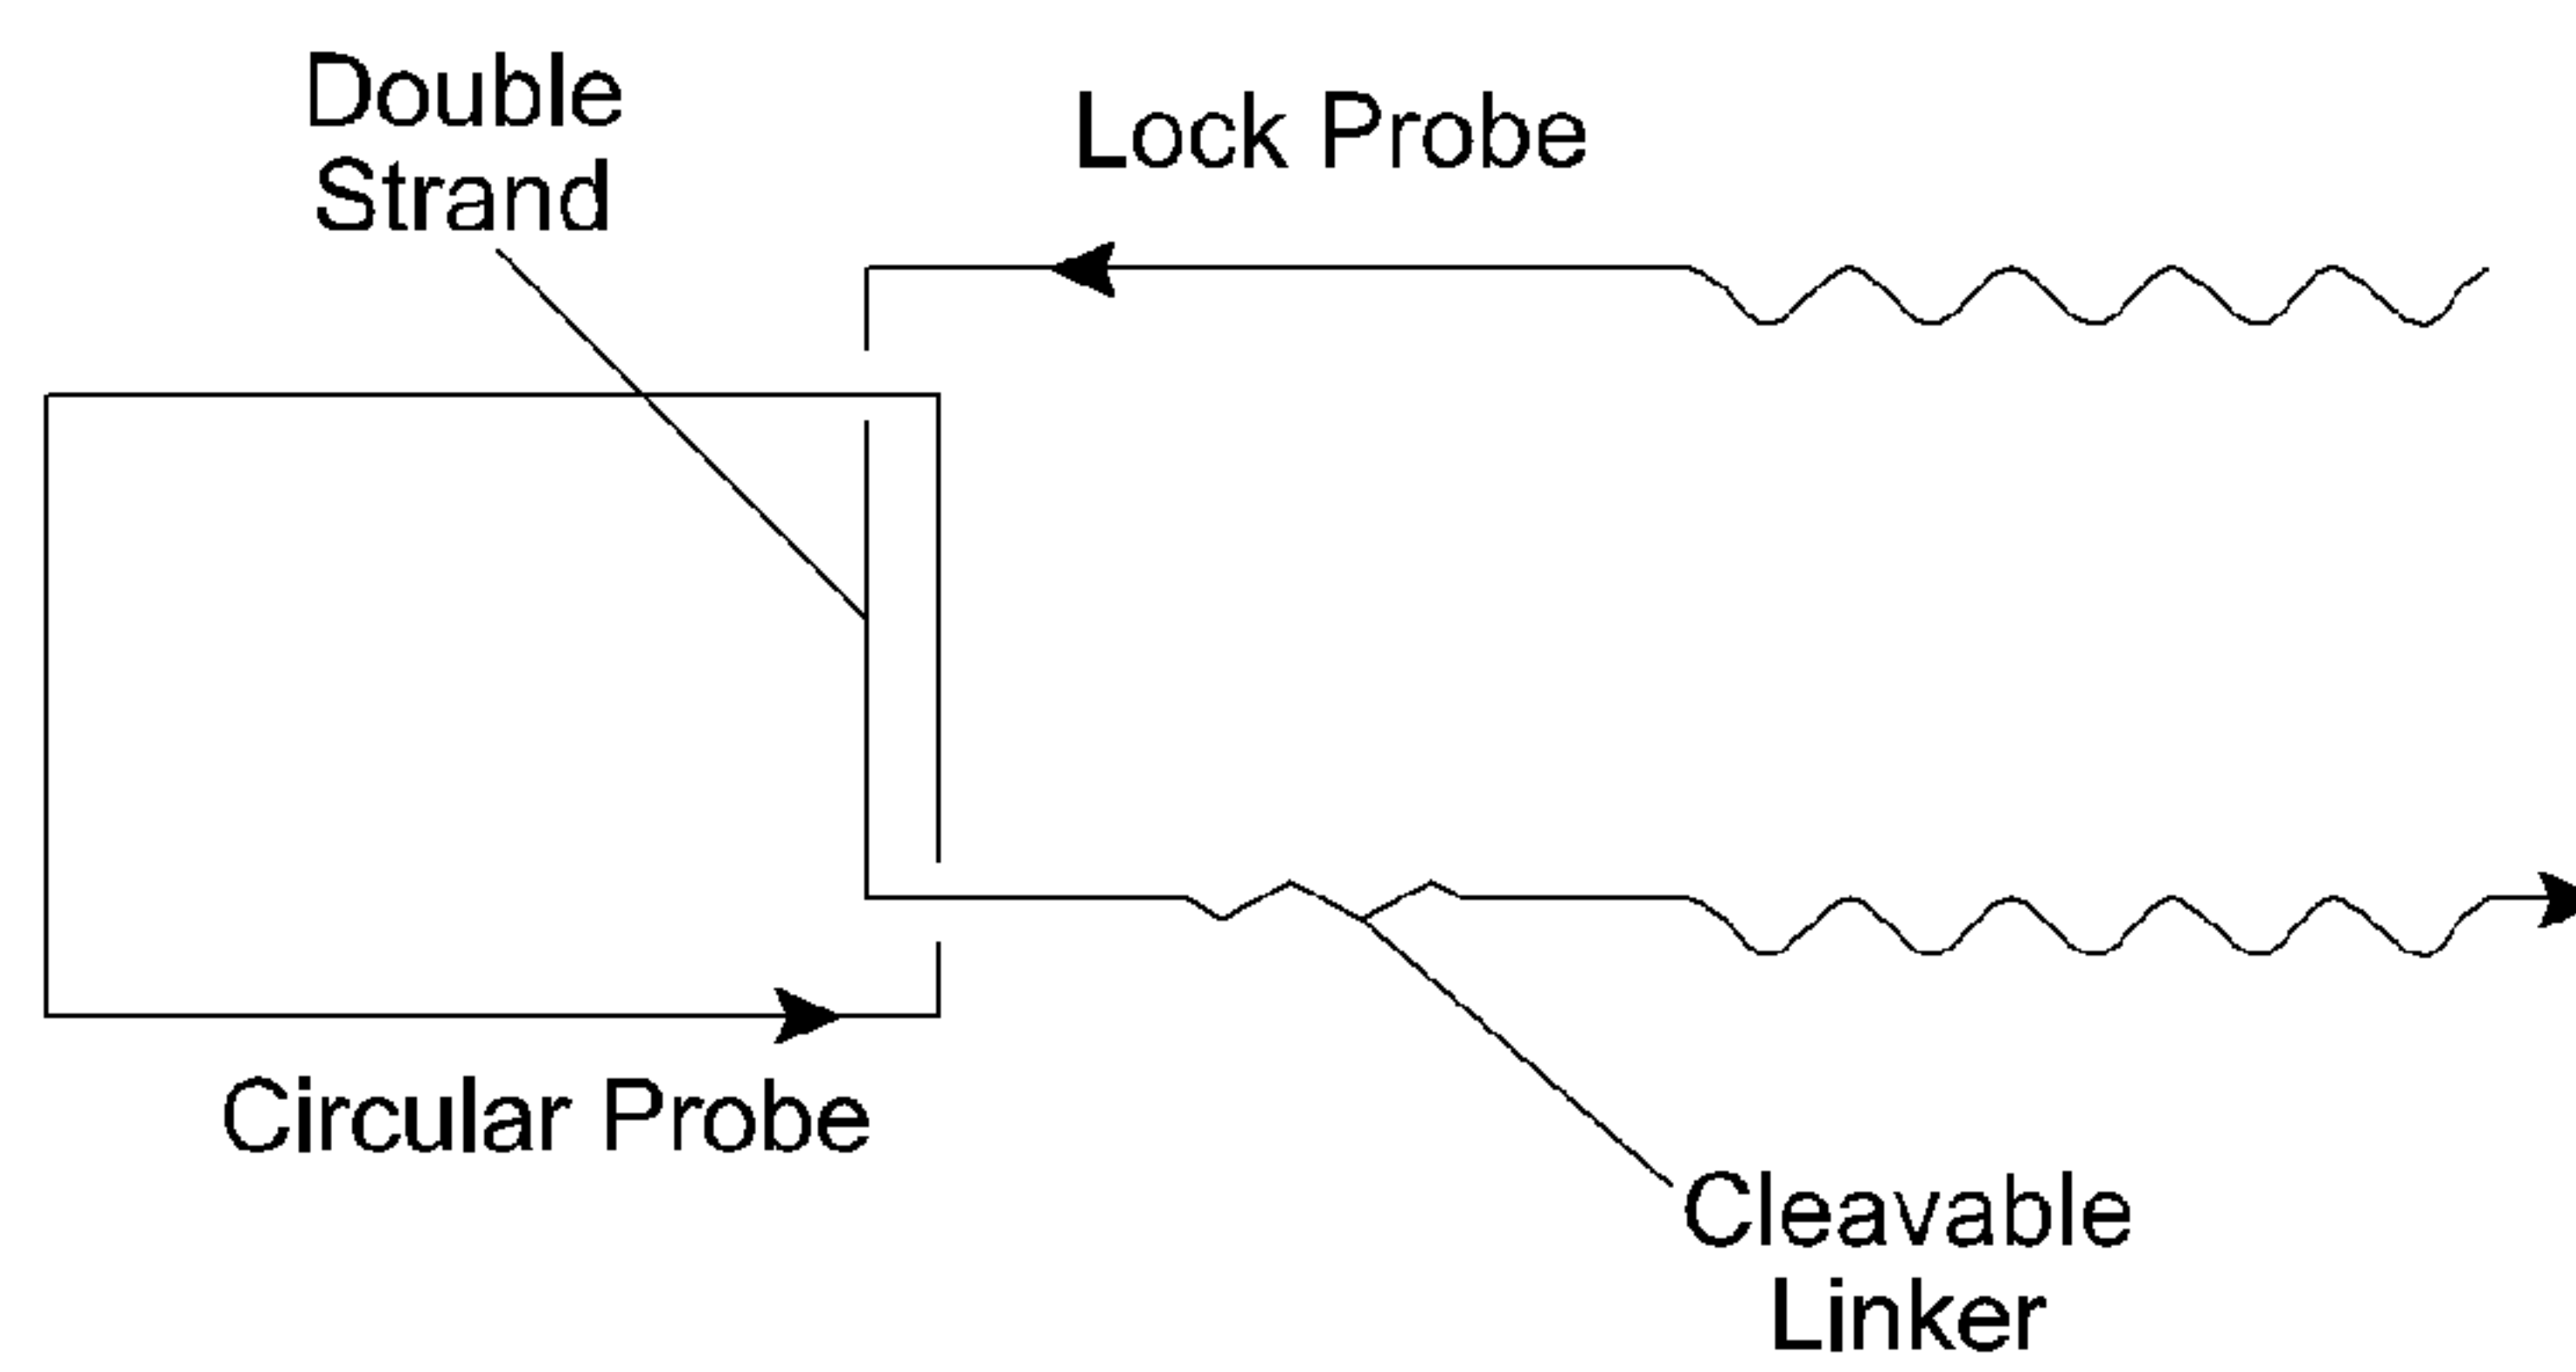 Double
Strand
Lock Probe
Circular Probe
Cleavable
Linker